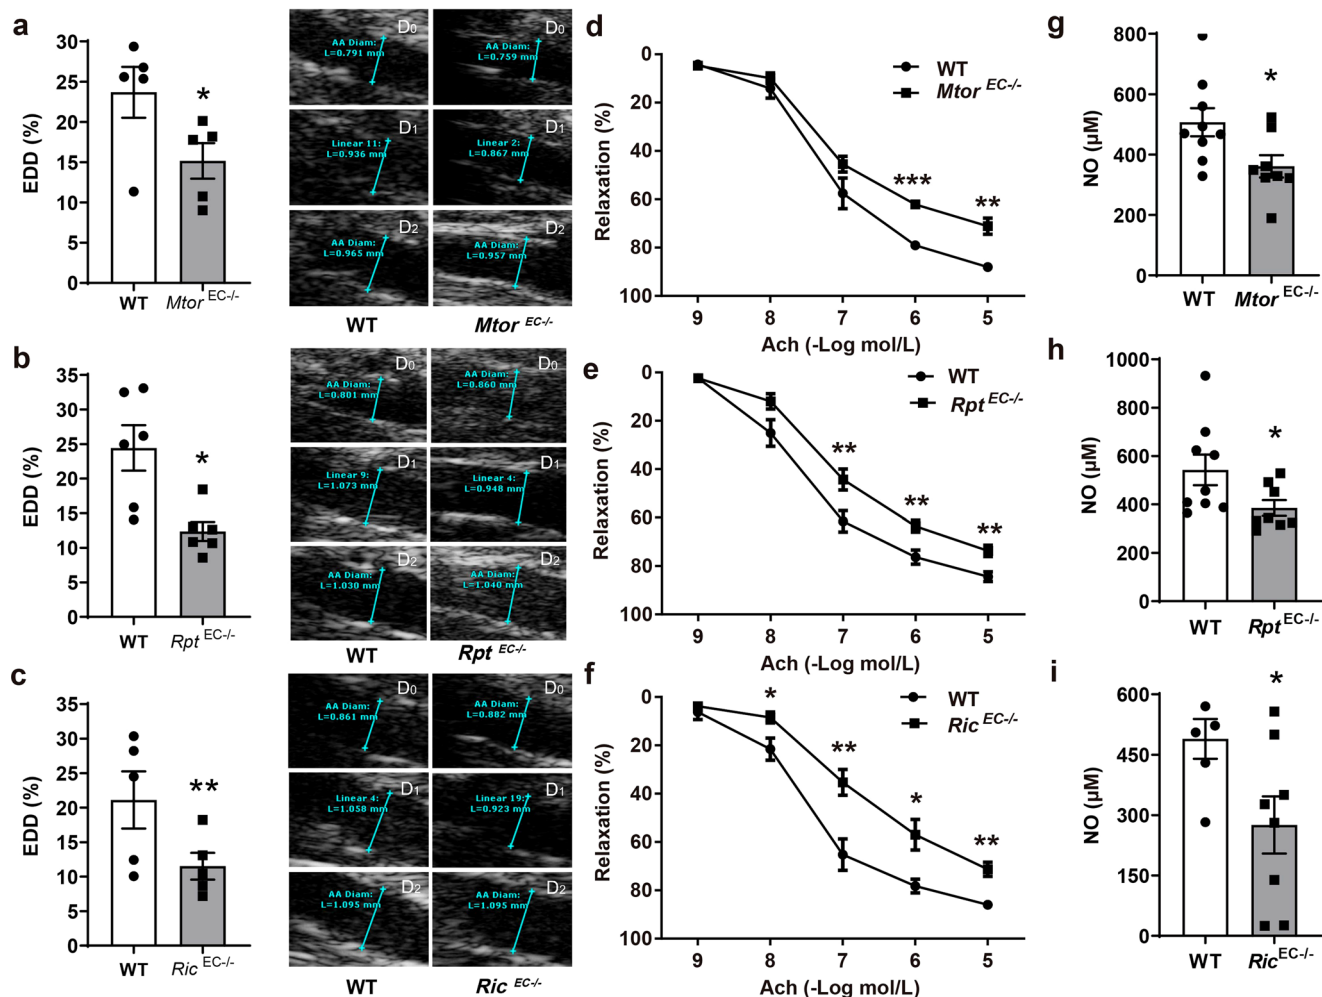 a
EDD (%)
30
25
20
15
10
5
0
*
WT
Mtor EC-/-
D0
AA Diam:
L=0.791 mm
D0
AA Diam:
L=0.759 mm
D1
Linear 11:
L=0.936 mm
D1
Linear 2:
L=0.867 mm
D2
AA Diam:
L=0.965 mm
D2
AA Diam:
L=0.957 mm
WT
Mtor EC-/-
d
Relaxation (%)
0
20
40
60
80
100
WT
Mtor EC-/-
***
**
9 8 7 6 5
Ach (-Log mol/L)
g
NO (µM)
800
600
400
200
0
*
WT
Mtor EC-/-
b
EDD (%)
35
30
25
20
15
10
5
0
*
WT
Rpt EC-/-
D0
AA Diam:
L=0.801 mm
D0
AA Diam:
L=0.860 mm
D1
Linear 9:
L=1.073 mm
D1
Linear 4:
L=0.948 mm
D2
AA Diam:
L=1.030 mm
D2
AA Diam:
L=1.040 mm
WT
Rpt EC-/-
e
Relaxation (%)
0
20
40
60
80
100
WT
Rpt EC-/-
**
**
**
9 8 7 6 5
Ach (-Log mol/L)
h
NO (µM)
1000
800
600
400
200
0
*
WT
Rpt EC-/-
c
EDD (%)
35
30
25
20
15
10
5
0
**
WT
Ric EC-/-
D0
AA Diam:
L=0.861 mm
D0
AA Diam:
L=0.882 mm
D1
Linear 4:
L=1.058 mm
D1
Linear 19:
L=0.923 mm
D2
AA Diam:
L=1.095 mm
D2
AA Diam:
L=1.095 mm
WT
Ric EC-/-
f
Relaxation (%)
0
20
40
60
80
100
WT
Ric EC-/-
*
**
*
**
9 8 7 6 5
Ach (-Log mol/L)
i
NO (µM)
600
450
300
150
0
*
WT
Ric EC-/-